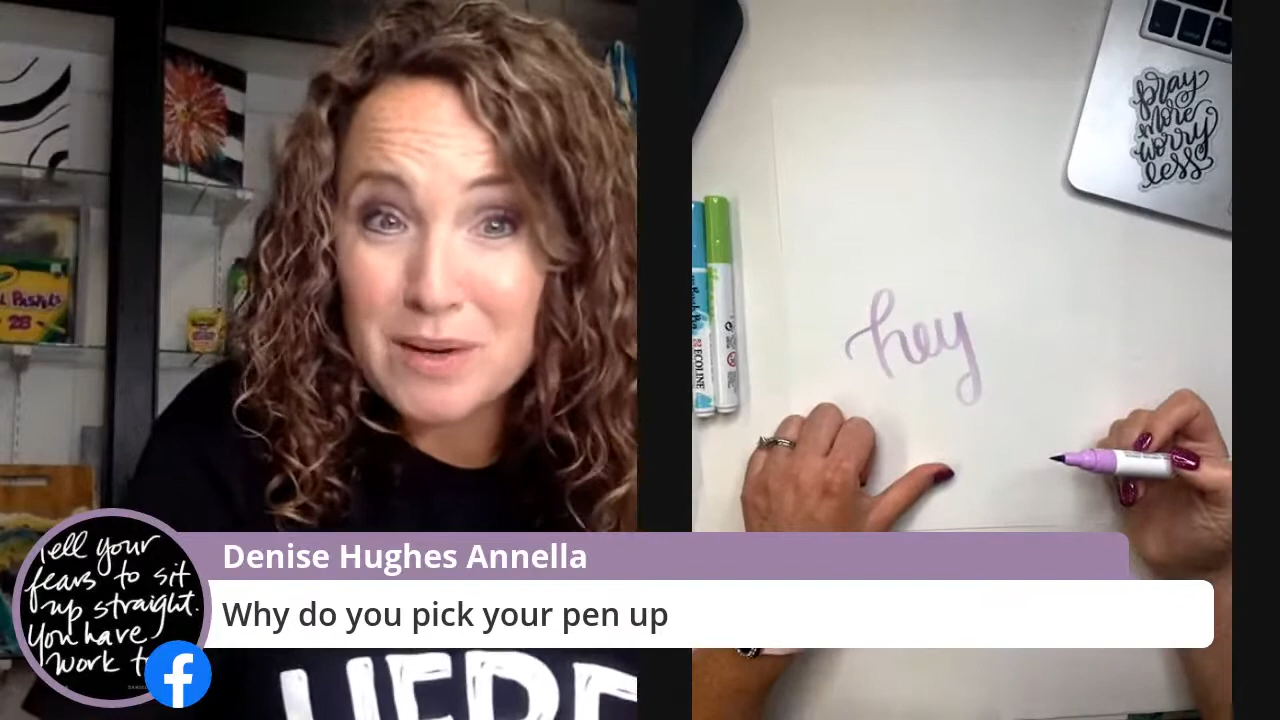 pray
more
worry
less
L PASTELS
28
ECOLINE
hey
Tell your
fears to sit
up straight.
You have
work t
Denise Hughes Annella
Why do you pick your pen up
HERE